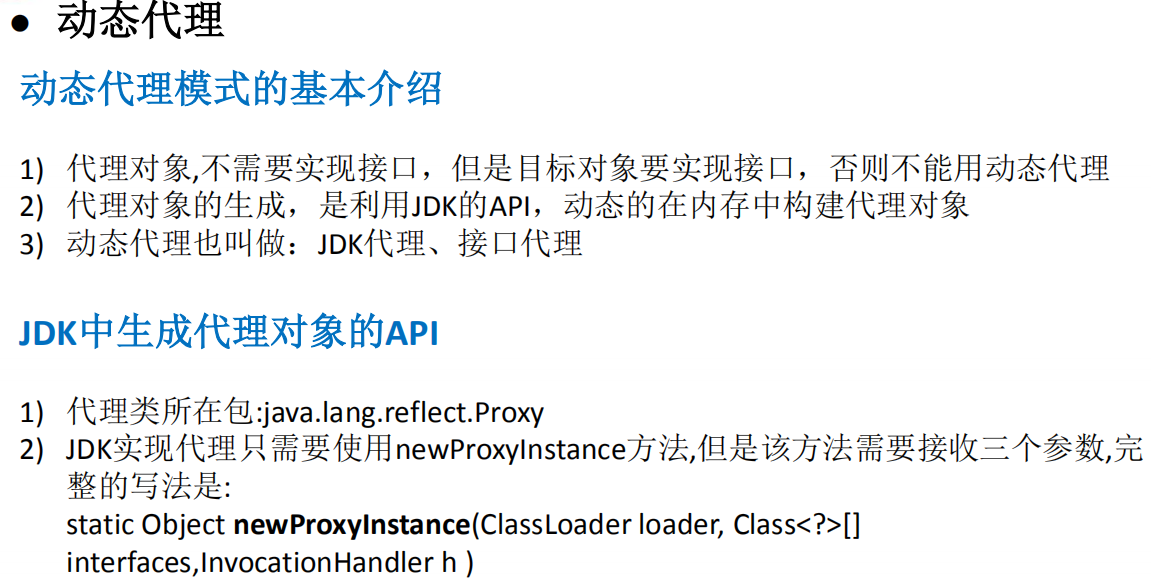 ● 动态代理
动态代理模式的基本介绍
1) 代理对象,不需要实现接口，但是目标对象要实现接口，否则不能用动态代理
2) 代理对象的生成，是利用JDK的API，动态的在内存中构建代理对象
3) 动态代理也叫做：JDK代理、接口代理
JDK中生成代理对象的API
1) 代理类所在包:java.lang.reflect.Proxy
2) JDK实现代理只需要使用newProxyInstance方法,但是该方法需要接收三个参数,完
整的写法是:
static Object newProxyInstance(ClassLoader loader, Class<?>[]
interfaces,InvocationHandler h )